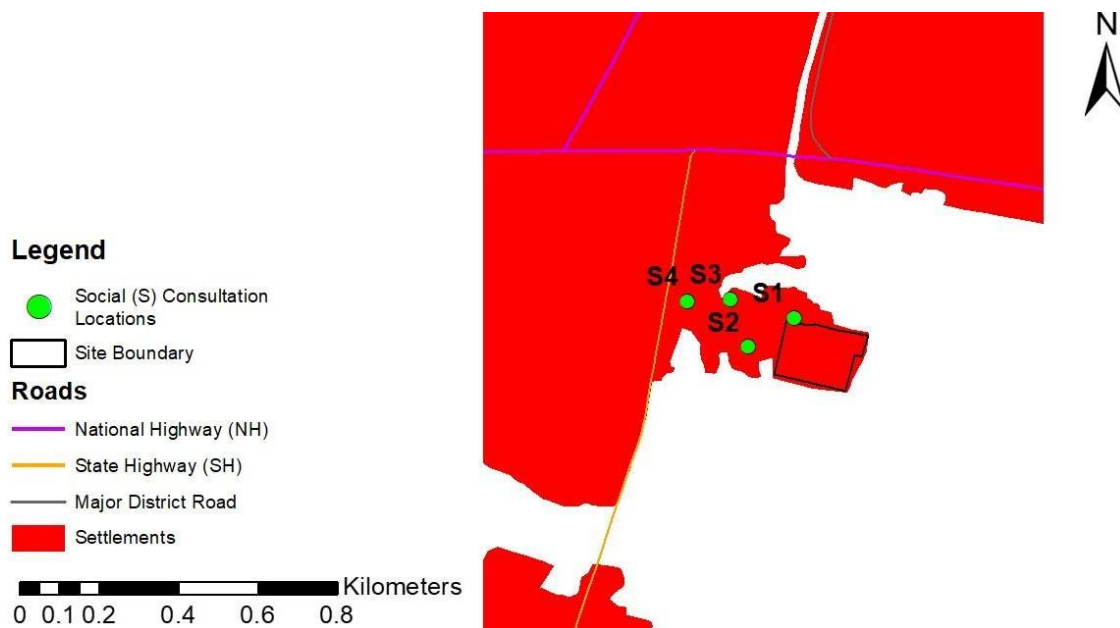 N
S4
S3
S1
S2
Legend
Social (S) Consultation
Locations
Site Boundary
Roads
National Highway (NH)
State Highway (SH)
Major District Road
Settlements
Kilometers
0 0.1 0.2 0.4 0.6 0.8